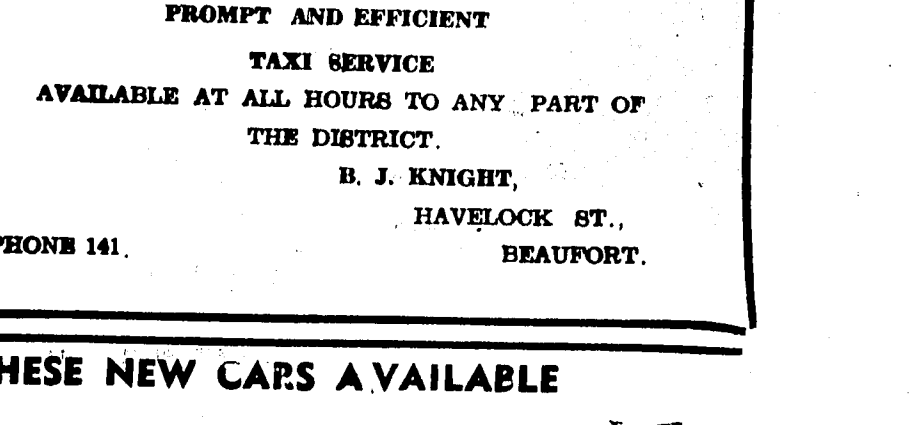 PROMPT AND EFFICIENT
TAXI SERVICE
AVAILABLE AT ALL HOURS TO ANY PART OF
THE DISTRICT.
B. J. KNIGHT,
HAVELOCK ST.,
PHONE 141.
BEAUFORT.
HESE NEW CARS AVAILABLE